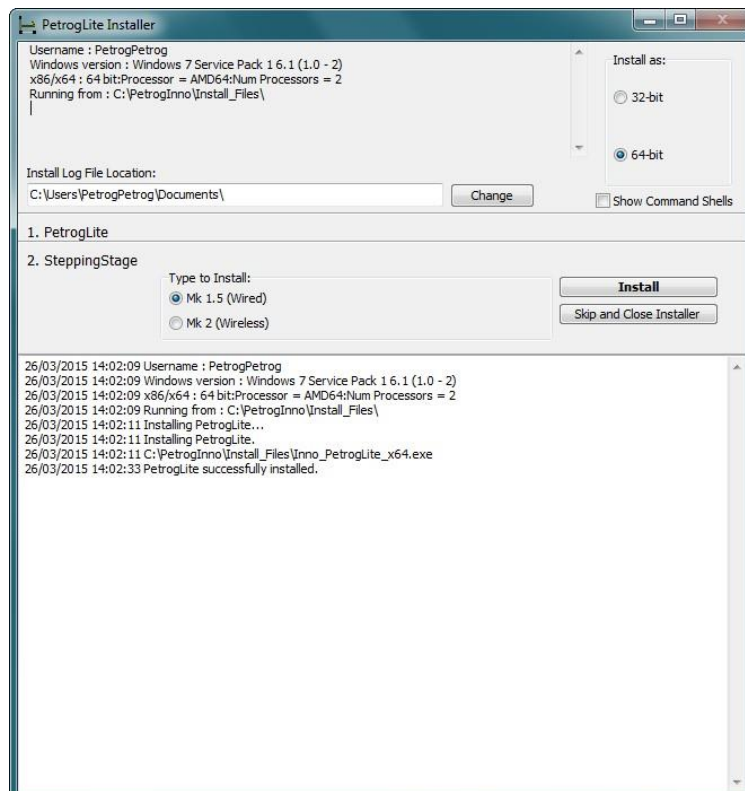 PetrogLite Installer
Username : PetrogPetrog
Windows version : Windows 7 Service Pack 1 6.1 (1.0 - 2)
x86/x64 : 64 bit:Processor = AMD64:Num Processors = 2
Running from : C:\PetrogInno\Install_Files\
Install as:
32-bit
64-bit
Install Log File Location:
C:\Users\PetrogPetrog\Documents\
Change
Show Command Shells
1. PetrogLite
2. SteppingStage
Type to Install:
Mk 1.5 (Wired)
Mk 2 (Wireless)
Install
Skip and Close Installer
26/03/2015 14:02:09 Username : PetrogPetrog
26/03/2015 14:02:09 Windows version : Windows 7 Service Pack 1 6.1 (1.0 - 2)
26/03/2015 14:02:09 x86/x64 : 64 bit:Processor = AMD64:Num Processors = 2
26/03/2015 14:02:09 Running from : C:\PetrogInno\Install_Files\
26/03/2015 14:02:11 Installing PetrogLite...
26/03/2015 14:02:11 Installing PetrogLite.
26/03/2015 14:02:11 C:\PetrogInno\Install_Files\Inno_PetrogLite_x64.exe
26/03/2015 14:02:33 PetrogLite successfully installed.